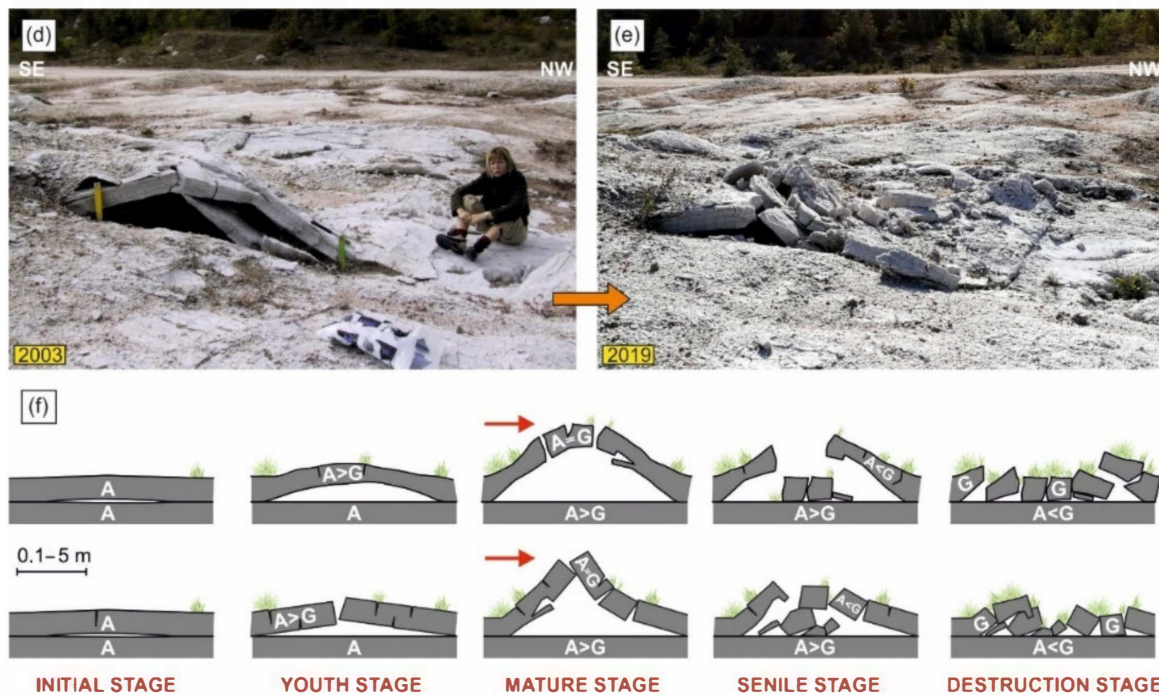 (d)
(e)
SE
NW
SE
NW
2003
2019
(f)
A
A>G
A=G
A<G
G
G
A
A
A>G
A>G
A<G
0.1–5 m
A
A>G
A=G
A<G
G
G
A
A
A>G
A>G
A<G
INITIAL STAGE
YOUTH STAGE
MATURE STAGE
SENILE STAGE
DESTRUCTION STAGE